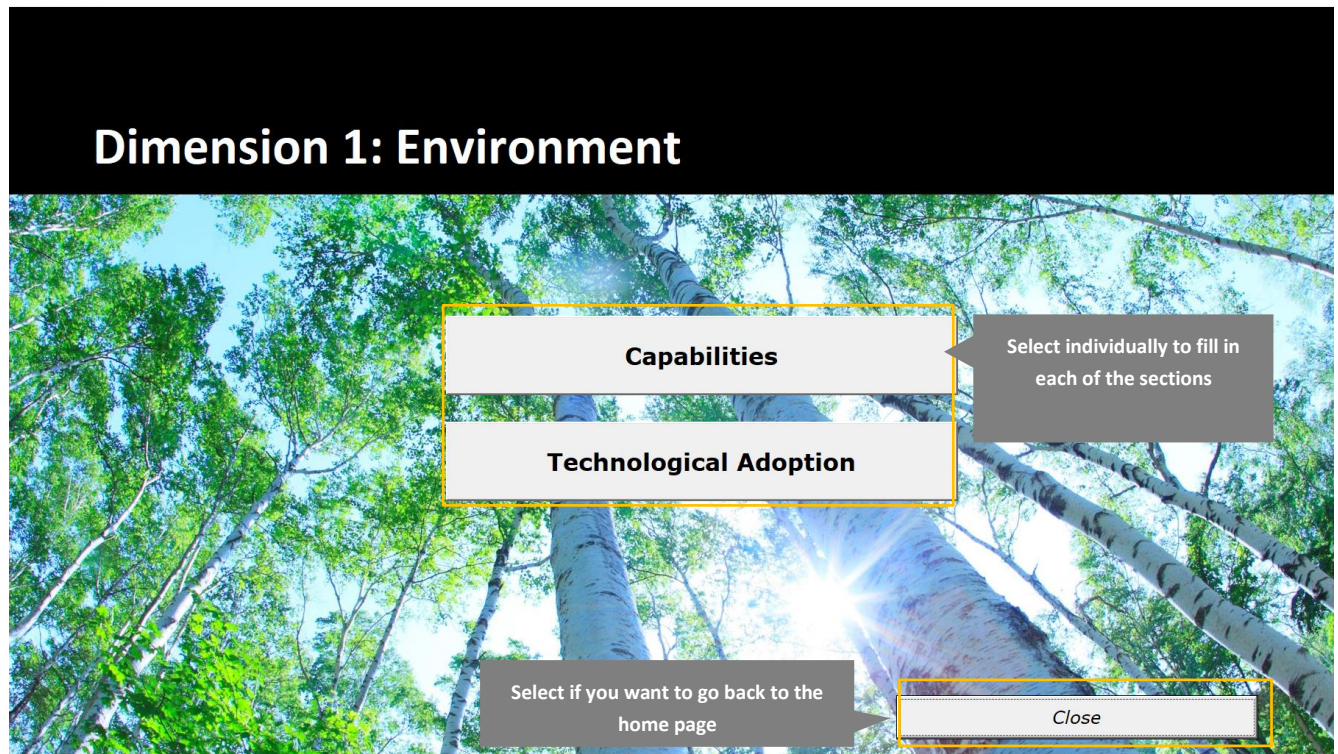 Dimension 1: Environment
Capabilities
Select individually to fill in
each of the sections
Technological Adoption
Select if you want to go back to the
home page
Close